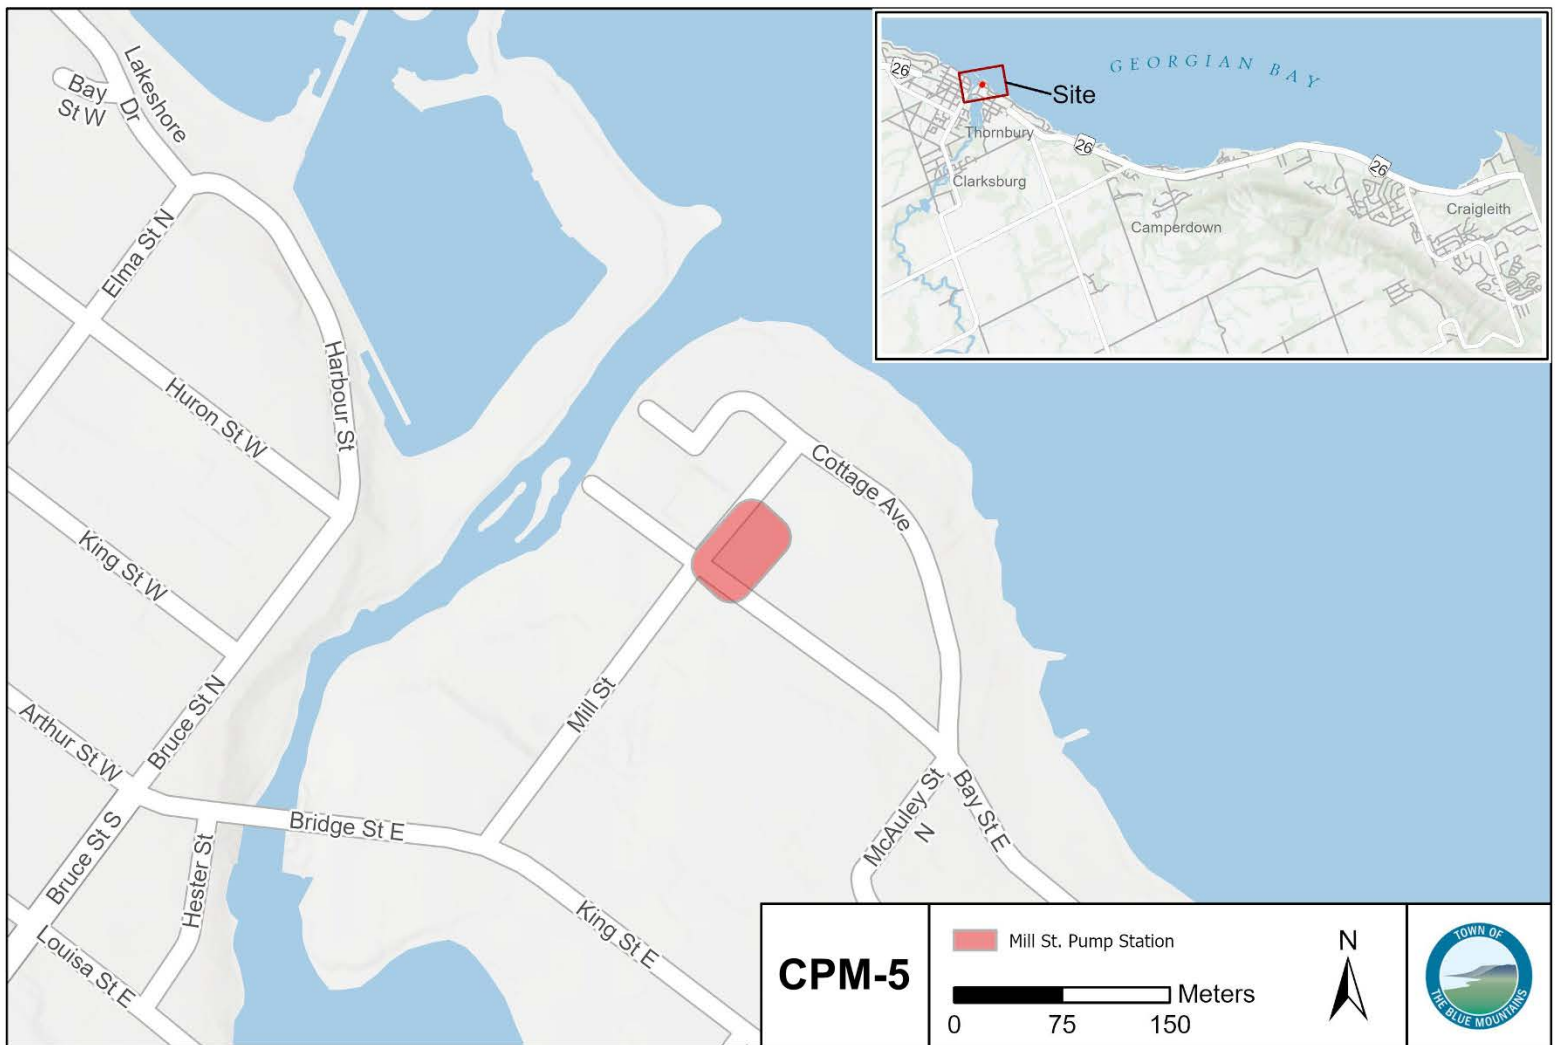 Lakeshore
Dr
Bay
St W
Elma St N
Harbour St
Huron St W
King St W
Bruce St N
Arthur St W
Bruce St S
Hester St
Louisa St E
Bridge St E
Mill St
King St E
Cottage Ave
McAuley St
N
Bay St E
GEORGIAN BAY
26
Site
Thornbury
26
26
Clarksburg
Camperdown
Craigleith
CPM-5
Mill St. Pump Station
Meters
0 75 150
N
TOWN OF
THE BLUE MOUNTAINS